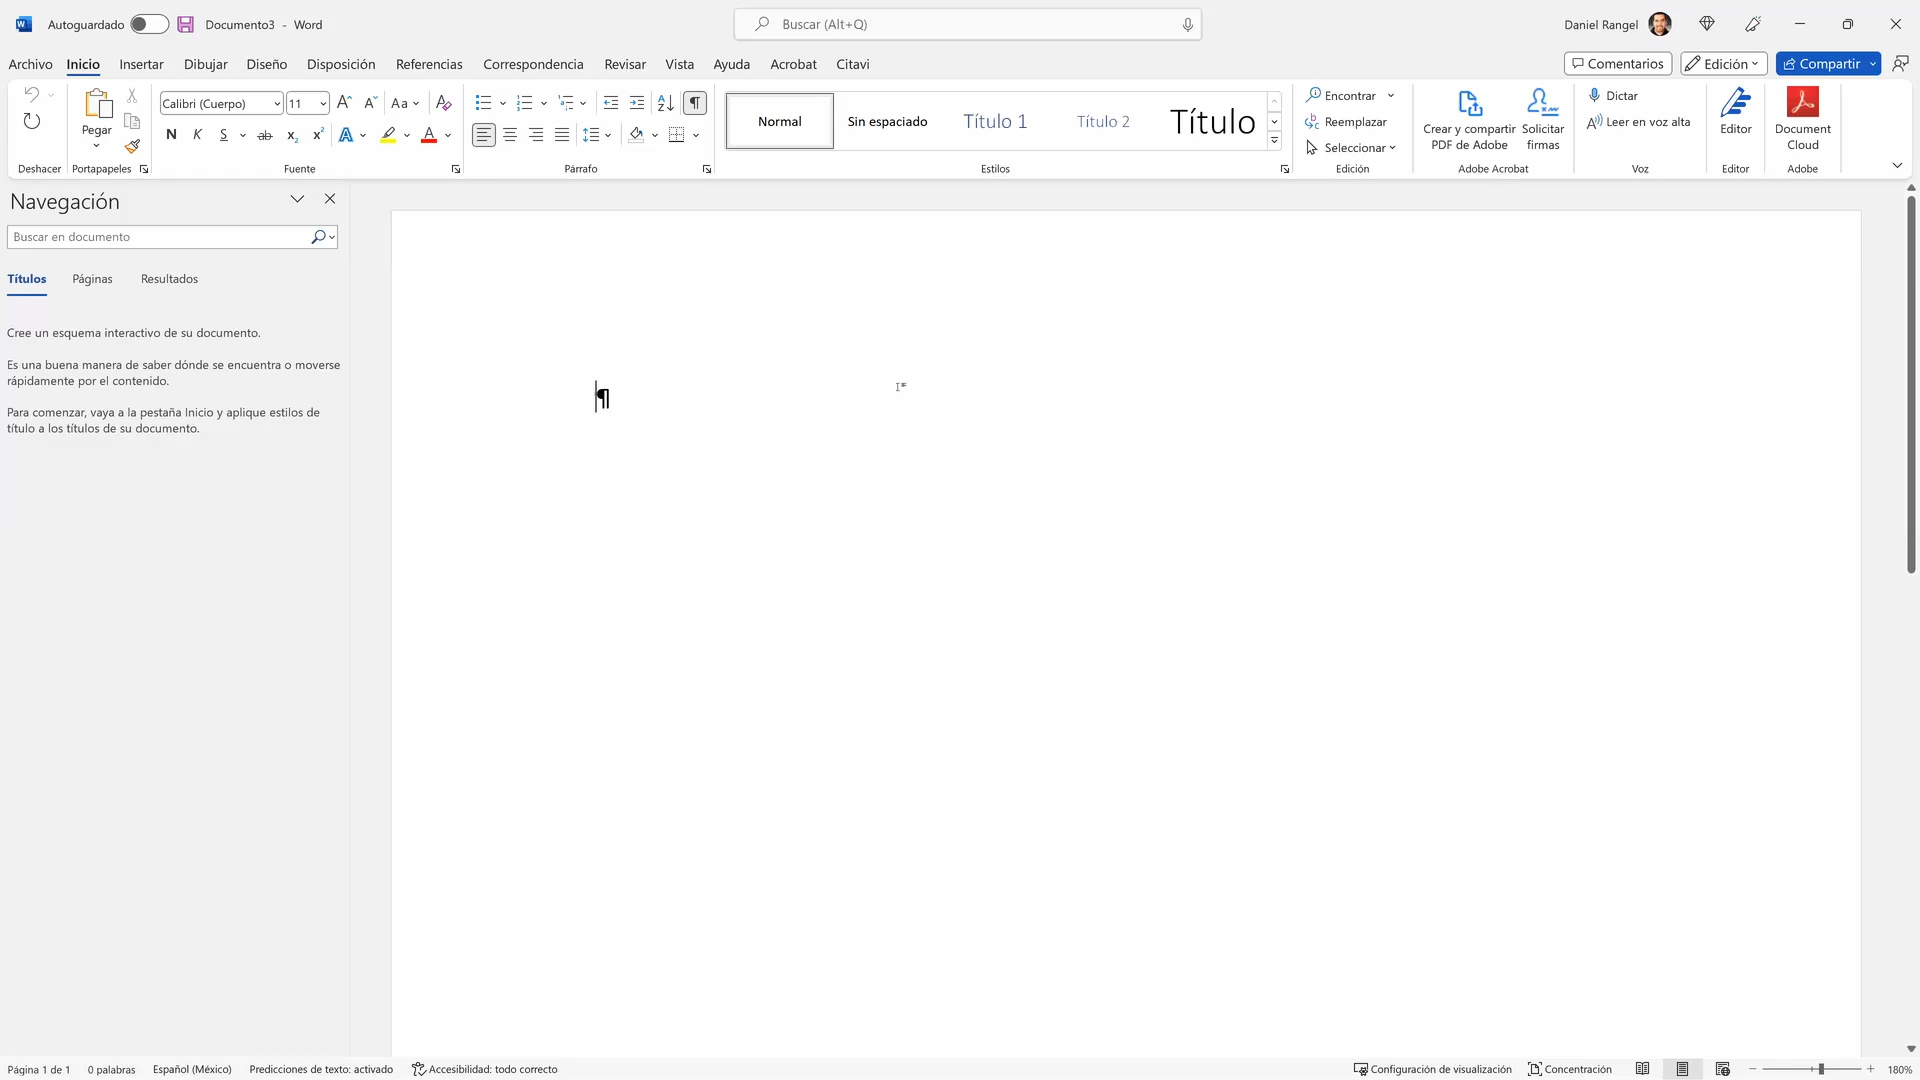 Autoguardado Documento3 - Word Buscar (Alt+Q) Daniel Rangel
Archivo Inicio Insertar Dibujar Diseño Disposición Referencias Correspondencia Revisar Vista Ayuda Acrobat Citavi Comentarios Edición Compartir
Pegar
Calibri (Cuerpo) 11
Normal Sin espaciado Título 1 Título 2 Título
Encontrar
Reemplazar
Seleccionar
Crear y compartir
PDF de Adobe
Solicitar
firmas
Dictar
Leer en voz alta
Editor
Document
Cloud
Deshacer Portapapeles Fuente Párrafo Estilos Edición Adobe Acrobat Voz Editor Adobe
Navegación
Buscar en documento
Títulos Páginas Resultados
Cree un esquema interactivo de su documento.
Es una buena manera de saber dónde se encuentra o moverse
rápidamente por el contenido.
Para comenzar, vaya a la pestaña Inicio y aplique estilos de
título a los títulos de su documento.
¶
Página 1 de 1 0 palabras Español (México) Predicciones de texto: activado Accesibilidad: todo correcto Configuración de visualización Concentración 180%